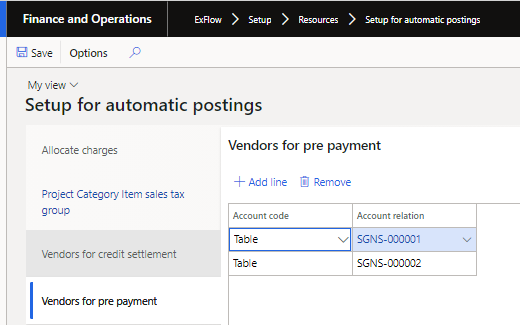 Finance and Operations
ExFlow > Setup > Resources > Setup for automatic postings
Save Options
My view
Setup for automatic postings
Allocate charges
Project Category Item sales tax
group
Vendors for credit settlement
Vendors for pre payment
Vendors for pre payment
+ Add line Remove
Account code Account relation
Table SGNS-000001
Table SGNS-000002